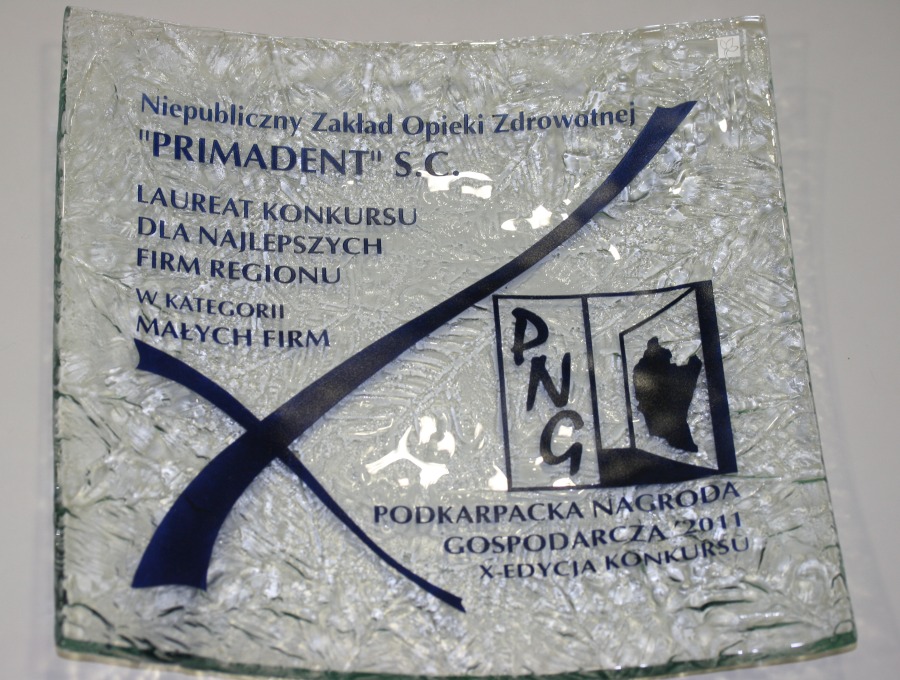 Niepubliczny Zakład Opieki Zdrowotnej
"PRIMADENT" S.C.
LAUREAT KONKURSU
DLA NAJLEPSZYCH
FIRM REGIONU
W KATEGORII
MAŁYCH FIRM
PNG
PODKARPACKA NAGRODA
GOSPODARCZA '2011
X-EDYCJA KONKURSU